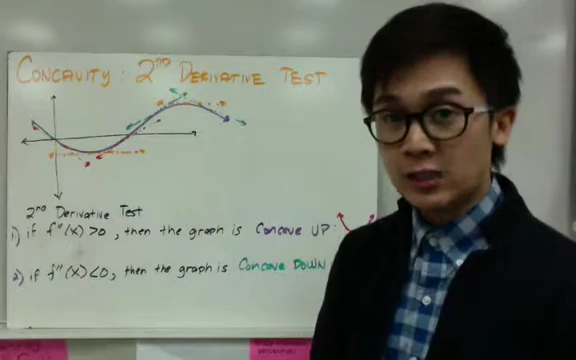 CONCAVITY: 2ND DERIVATIVE TEST
2nd Derivative Test
1) if f"(x) > 0, then the graph is Concave UP:
2) if f"(x) < 0, then the graph is Concave DOWN